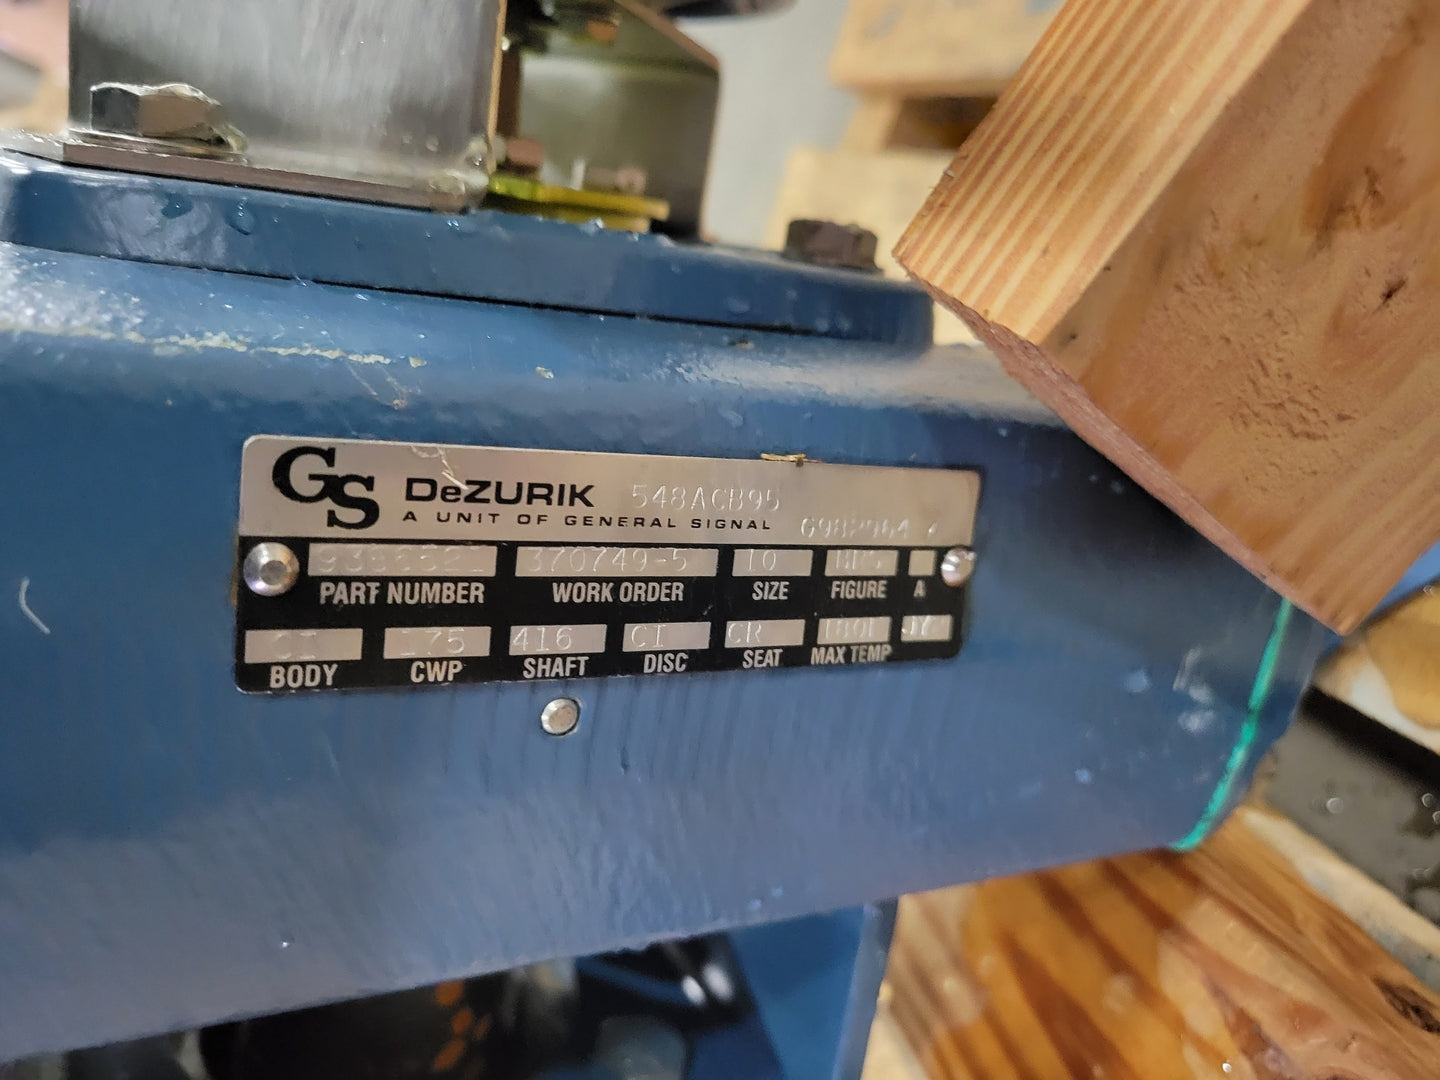 GS DeZURIK 548ACB95
A UNIT OF GENERAL SIGNAL
370749-5 10
PART NUMBER WORK ORDER SIZE FIGURE A
CI 175 416 CI CR
BODY CWP SHAFT DISC SEAT MAX TEMP